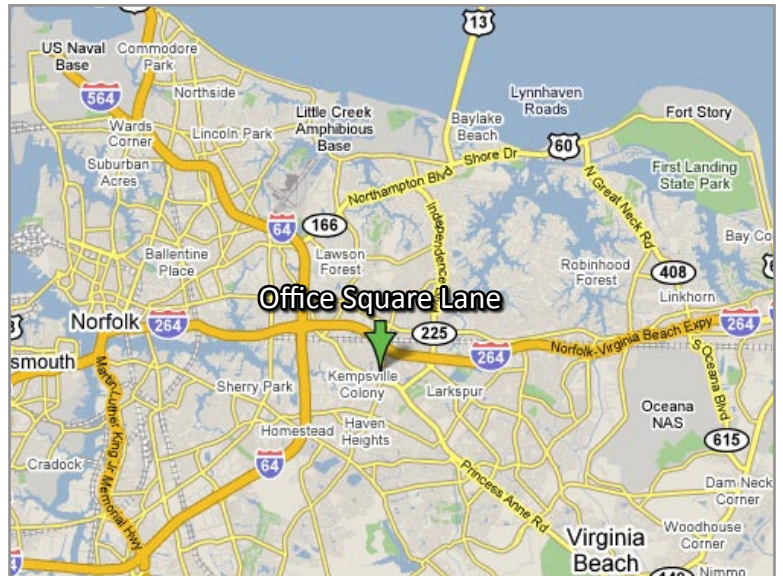 13
US Naval
Base
Commodore
Park
564
Northside
Wards
Corner
Lincoln Park
Little Creek
Amphibious
Base
Baylake
Beach
Lynnhaven
Roads
Fort Story
60
Shore Dr
Suburban
Acres
Northampton Blvd
First Landing
State Park
N Great Neck Rd
64
166
Independence
Bay Co
Ballentine
Place
Lawson
Forest
Robinhood
Forest
408
Linkhorn
Office Square Lane
Norfolk
264
225
264
Norfolk-Virginia Beach Expy
264
smouth
Martin Luther King Jr Memorial Hwy
Sherry Park
Kempsville
Colony
Larkspur
S Oceana Blvd
Oceana
NAS
Homestead
Haven
Heights
615
Cradock
64
Princess Anne Rd
Dam Neck
Corner
Woodhouse
Corner
Virginia
Beach
Nimmo